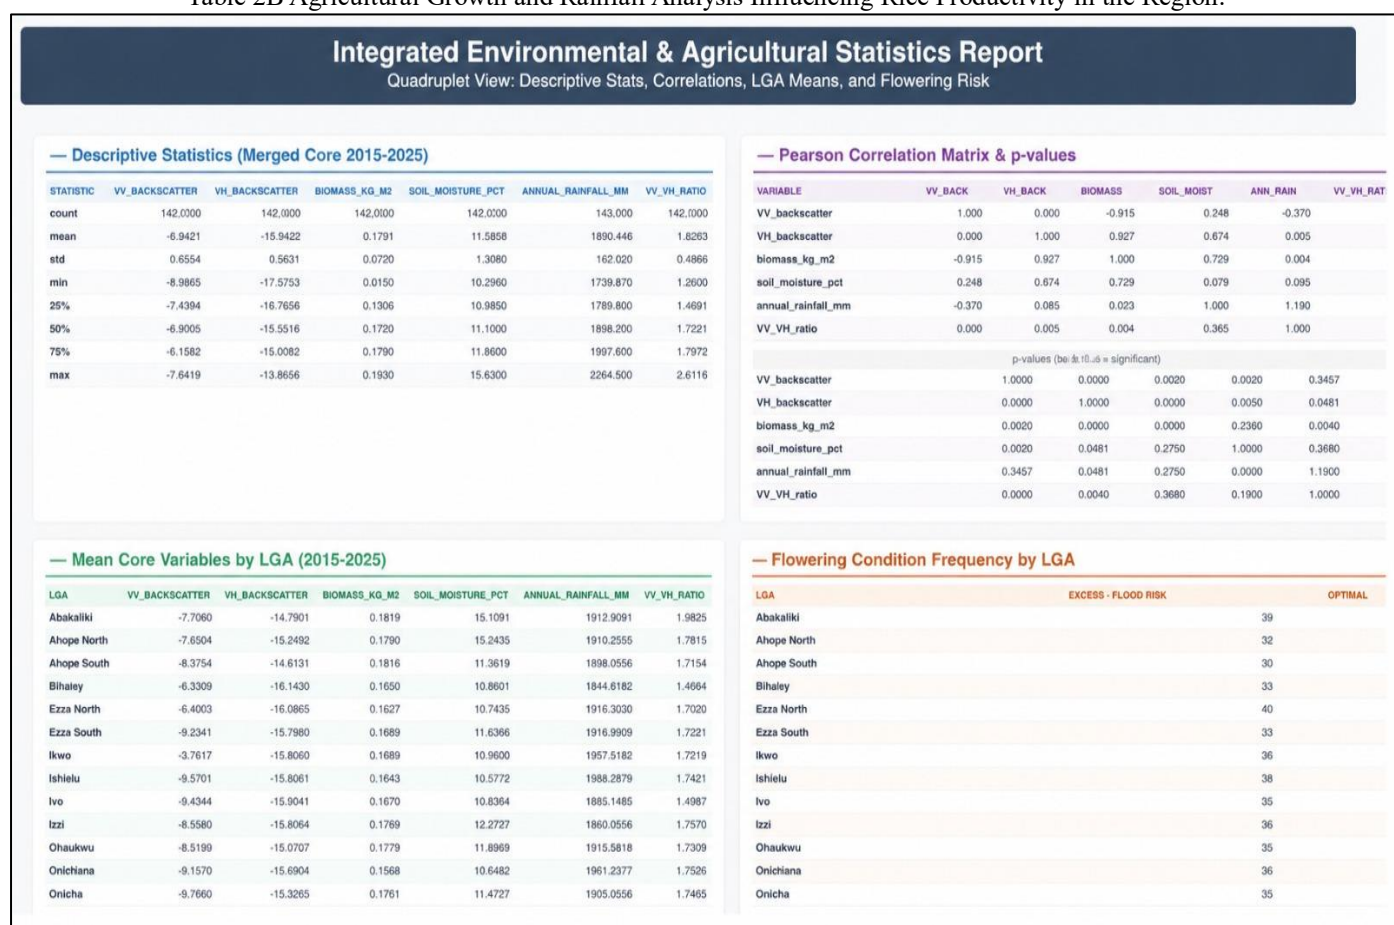 Table 2B Agricultural Growth and Rainfall Analysis Influencing Rice Productivity in the Region.
Integrated Environmental & Agricultural Statistics Report
Quadruplet View: Descriptive Stats, Correlations, LGA Means, and Flowering Risk
— Descriptive Statistics (Merged Core 2015-2025)
STATISTIC VV_BACKSCATTER VH_BACKSCATTER BIOMASS_KG_M2 SOIL_MOISTURE_PCT ANNUAL_RAINFALL_MM VV_VH_RATIO
count 142.0000 142.0000 142.0000 142.0000 143.000 142.0000
mean -6.9421 -15.9422 0.1791 11.5858 1890.446 1.8263
std 0.6554 0.5631 0.0720 1.3080 162.020 0.4866
min -8.9865 -17.5753 0.0150 10.2960 1739.870 1.2600
25% -7.4394 -16.7656 0.1306 10.9850 1789.800 1.4691
50% -6.9005 -15.5516 0.1720 11.1000 1898.200 1.7221
75% -6.1582 -15.0082 0.1790 11.8600 1997.600 1.7972
max -7.6419 -13.8656 0.1930 15.6300 2264.500 2.6116
— Pearson Correlation Matrix & p-values
VARIABLE VV_BACK VH_BACK BIOMASS SOIL_MOIST ANN_RAIN VV_VH_RAT
VV_backscatter 1.000 0.000 -0.915 0.248 -0.370
VH_backscatter 0.000 1.000 0.927 0.674 0.005
biomass_kg_m2 -0.915 0.927 1.000 0.729 0.004
soil_moisture_pct 0.248 0.674 0.729 0.079 0.095
annual_rainfall_mm -0.370 0.085 0.023 1.000 1.190
VV_VH_ratio 0.000 0.005 0.004 0.365 1.000
p-values = significant)
VV_backscatter 1.0000 0.0000 0.0020 0.0020 0.3457
VH_backscatter 0.0000 1.0000 0.0000 0.0050 0.0481
biomass_kg_m2 0.0020 0.0000 0.0000 0.2360 0.0040
soil_moisture_pct 0.0020 0.0481 0.2750 1.0000 0.3680
annual_rainfall_mm 0.3457 0.0481 0.2750 0.0000 1.1900
VV_VH_ratio 0.0000 0.0040 0.3680 0.1900 1.0000
— Mean Core Variables by LGA (2015-2025)
LGA VV_BACKSCATTER VH_BACKSCATTER BIOMASS_KG_M2 SOIL_MOISTURE_PCT ANNUAL_RAINFALL_MM VV_VH_RATIO
Abakaliki -7.7060 -14.7901 0.1819 15.1091 1912.9091 1.9825
Ahope North -7.6504 -15.2492 0.1790 15.2435 1910.2555 1.7815
Ahope South -8.3754 -14.6131 0.1816 11.3619 1898.0556 1.7154
Bihaley -6.3309 -16.1430 0.1650 10.8601 1844.6182 1.4664
Ezza North -6.4003 -16.0865 0.1627 10.7435 1916.3030 1.7020
Ezza South -9.2341 -15.7980 0.1689 11.6366 1916.9909 1.7221
Ikwo -3.7617 -15.8060 0.1689 10.9600 1957.5182 1.7219
Ishielu -9.5701 -15.8061 0.1643 10.5772 1988.2879 1.7421
Ivo -9.4344 -15.9041 0.1670 10.8364 1885.1485 1.4987
Izzi -8.5580 -15.8064 0.1769 12.2727 1860.0556 1.7570
Ohaukwu -8.5199 -15.0707 0.1779 11.8969 1915.5818 1.7309
Onichiana -9.1570 -15.6904 0.1568 10.6482 1961.2377 1.7526
Onicha -9.7660 -15.3265 0.1761 11.4727 1905.0556 1.7465
— Flowering Condition Frequency by LGA
LGA EXCESS - FLOOD RISK OPTIMAL
Abakaliki 39
Ahope North 32
Ahope South 30
Bihaley 33
Ezza North 40
Ezza South 33
Ikwo 36
Ishielu 38
Ivo 35
Izzi 36
Ohaukwu 35
Onichiana 36
Onicha 35